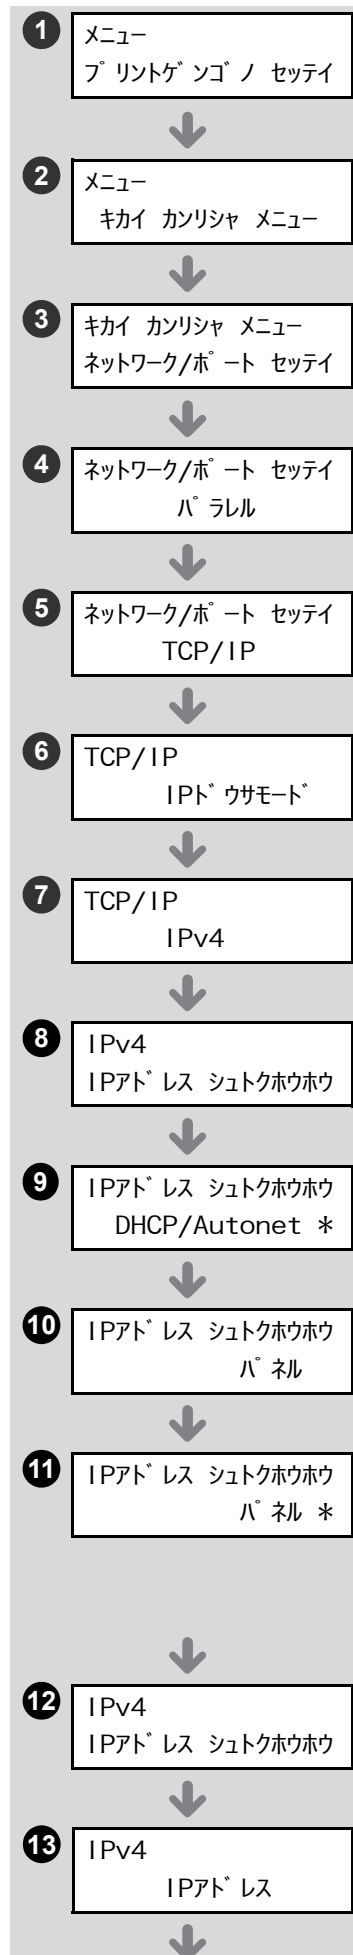 1 メニュー
プリントゲンゴノ セッテイ
2 メニュー
キカイ カンリシャ メニュー
3 キカイ カンリシャ メニュー
ネットワーク/ポート セッテイ
4 ネットワーク/ポート セッテイ
パラレル
5 ネットワーク/ポート セッテイ
TCP/IP
6 TCP/IP
IPドウサモード
7 TCP/IP
IPv4
8 IPv4
IPアドレス シュトクホウホウ
9 IPアドレス シュトクホウホウ
DHCP/Autonet *
10 IPアドレス シュトクホウホウ
パネル
11 IPアドレス シュトクホウホウ
パネル *
12 IPv4
IPアドレス シュトクホウホウ
13 IPv4
IPアドレス